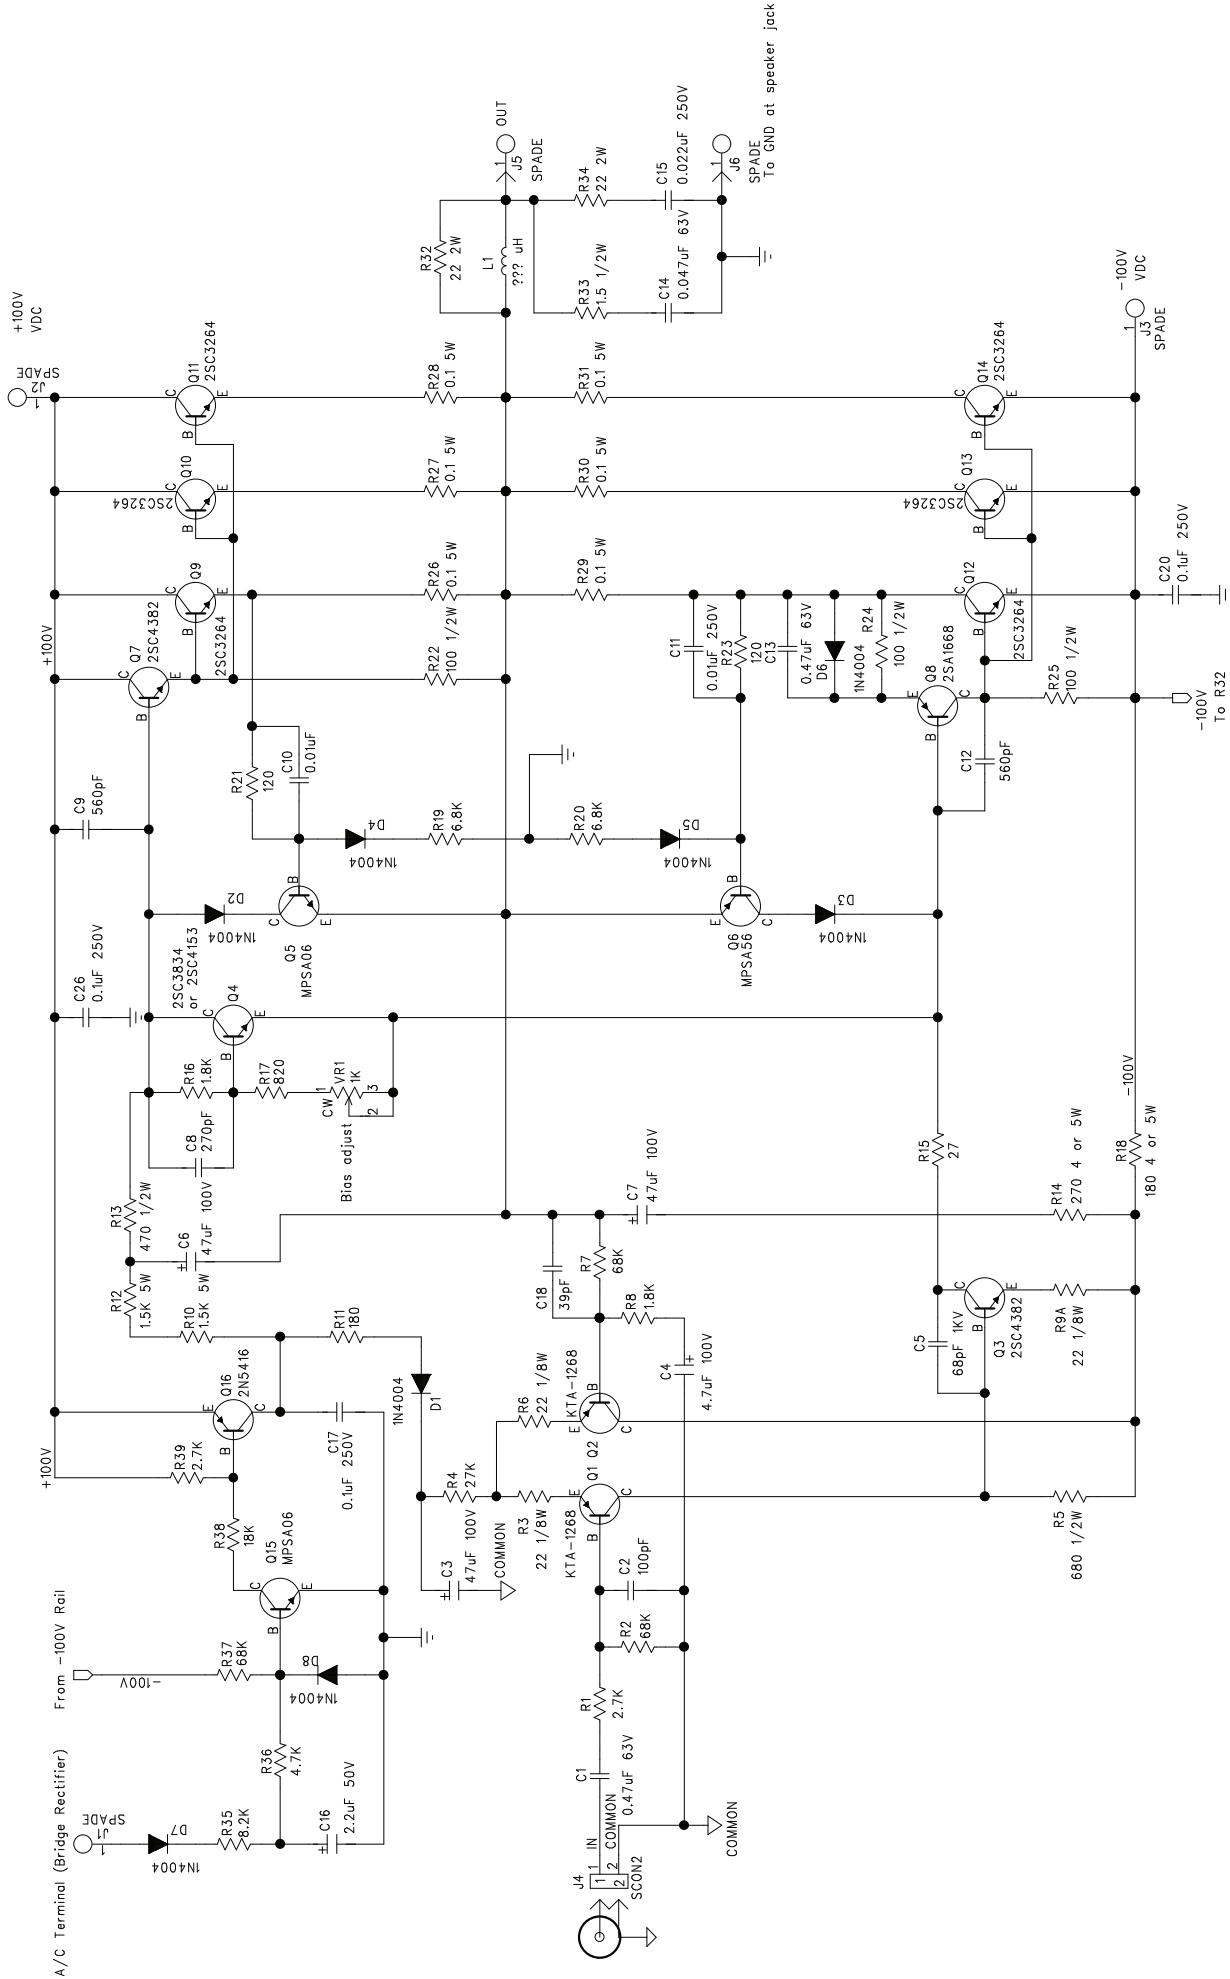 A/C Terminal (Bridge Rectifier)
J1
SPADE
1
D7
1N4004
R35
8.2K
C16
2.2uF 50V
R36
4.7K
From -100V Rail
-100V
R37
68K
D8
1N4004
Q15
MPSA06
B
C
E
R38
18K
R39
2.7K
+100V
Q16
2N5416
E
B
C
C17
0.1uF 250V
R10
1.5K 5W
R11
180
R12
1.5K 5W
C6
47uF 100V
R13
470 1/2W
1N4004
D1
C3
47uF 100V
COMMON
R4
27K
R3
22 1/8W
R6
22 1/8W
KTA-1268
Q1
E
B
C
KTA-1268
Q2
E
B
C
J4
1
2
SCON2
1
IN
2
COMMON
COMMON
C1
0.47uF 63V
R1
2.7K
R2
68K
C2
100pF
C4
4.7uF 100V
R8
1.8K
C18
39pF
R7
68K
C7
47uF 100V
R5
680 1/2W
C5
68pF 1KV
Q3
2SC4382
B
C
E
R9A
22 1/8W
R14
270 4 or 5W
R15
27
R18
180 4 or 5W
-100V
C8
270pF
R16
1.8K
R17
820
VR1
1K
CW
1
2
3
Bias adjust
Q4
2SC3834
or 2SC4153
B
C
E
C26
0.1uF 250V
C9
560pF
D2
1N4004
Q5
MPSA06
C
B
E
R21
120
C10
0.01uF
D4
1N4004
R19
6.8K
R20
6.8K
D5
1N4004
Q6
MPSA56
E
B
C
D3
1N4004
+100V
Q7
2SC4382
B
C
E
Q9
2SC3264
B
C
E
Q10
2SC3264
B
C
E
Q11
2SC3264
B
C
E
J2
SPADE
1
+100V
VDC
R22
100 1/2W
R26
0.1 5W
R27
0.1 5W
R28
0.1 5W
R29
0.1 5W
R30
0.1 5W
R31
0.1 5W
C11
0.01uF 250V
R23
120
C13
0.47uF 63V
D6
1N4004
R24
100 1/2W
Q8
2SA1668
E
B
C
C12
560pF
R25
100 1/2W
-100V
To R32
Q12
2SC3264
B
C
E
Q13
2SC3264
B
C
E
Q14
2SC3264
B
C
E
C20
0.1uF 250V
-100V
VDC
1
J3
SPADE
R32
22 2W
L1
??? uH
R33
1.5 1/2W
C14
0.047uF 63V
R34
22 2W
C15
0.022uF 250V
OUT
1
J5
SPADE
1
J6
SPADE
To GND at speaker jack